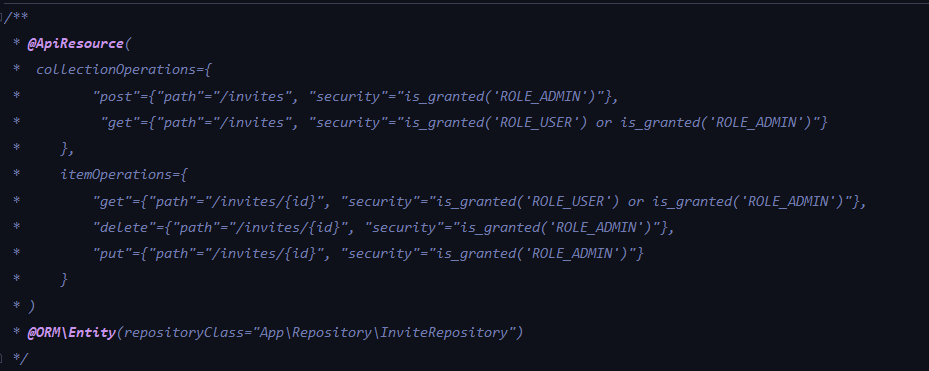 /**
 * @ApiResource(
 *  collectionOperations={
 *         "post"={"path"="/invites", "security"="is_granted('ROLE_ADMIN')"},
 *          "get"={"path"="/invites", "security"="is_granted('ROLE_USER') or is_granted('ROLE_ADMIN')"}
 *     },
 *     itemOperations={
 *         "get"={"path"="/invites/{id}", "security"="is_granted('ROLE_USER') or is_granted('ROLE_ADMIN')"},
 *         "delete"={"path"="/invites/{id}", "security"="is_granted('ROLE_ADMIN')"},
 *         "put"={"path"="/invites/{id}", "security"="is_granted('ROLE_ADMIN')"}
 *     }
 * )
 * @ORM\Entity(repositoryClass="App\Repository\InviteRepository")
 */